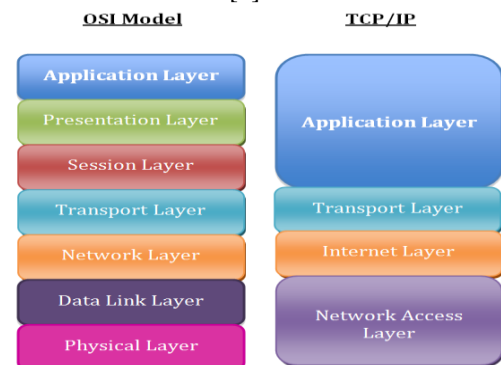 OSI Model
Application Layer
Presentation Layer
Session Layer
Transport Layer
Network Layer
Data Link Layer
Physical Layer
TCP/IP
Application Layer
Transport Layer
Internet Layer
Network Access
Layer